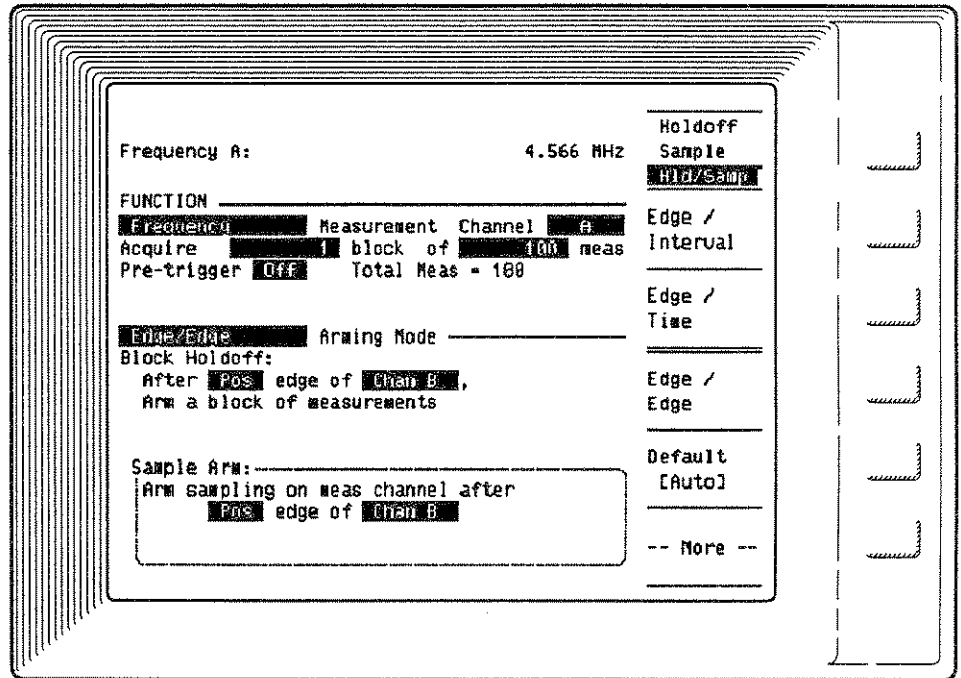 Frequency A: 4.566 MHz
FUNCTION
Frequency Measurement Channel A
Acquire 1 block of 100 meas
Pre-trigger Off Total Meas = 100
Edge/Edge Arming Mode
Block Holdoff:
After Pos edge of Chan B ,
Arm a block of measurements
Sample Arm:
Arm sampling on meas channel after
Pos edge of Chan B
Holdoff
Sample
Hld/Samp
Edge /
Interval
Edge /
Time
Edge /
Edge
Default
[Auto]
-- More --